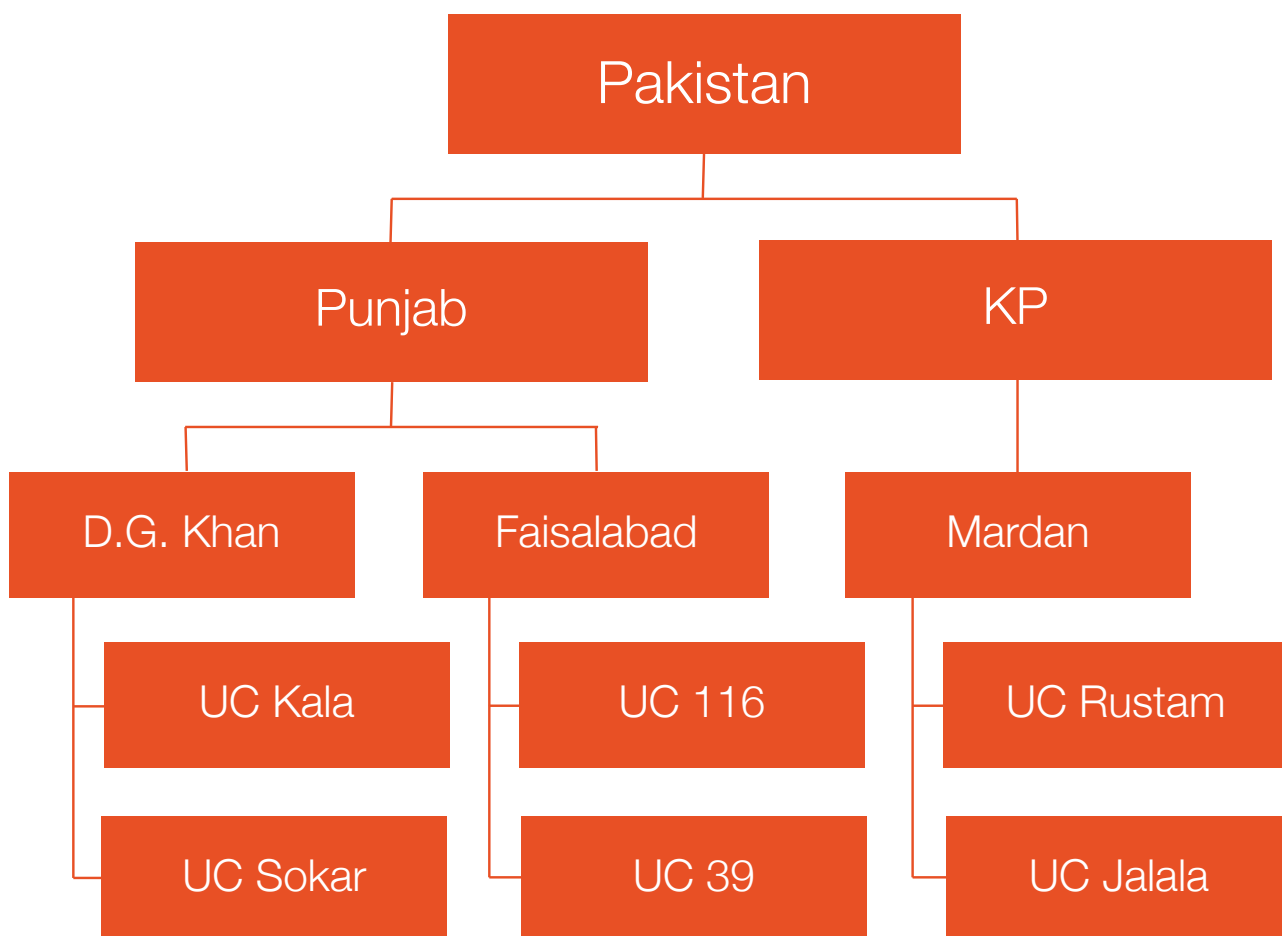 Pakistan
Punjab
KP
D.G. Khan
Faisalabad
Mardan
UC Kala
UC 116
UC Rustam
UC Sokar
UC 39
UC Jalala